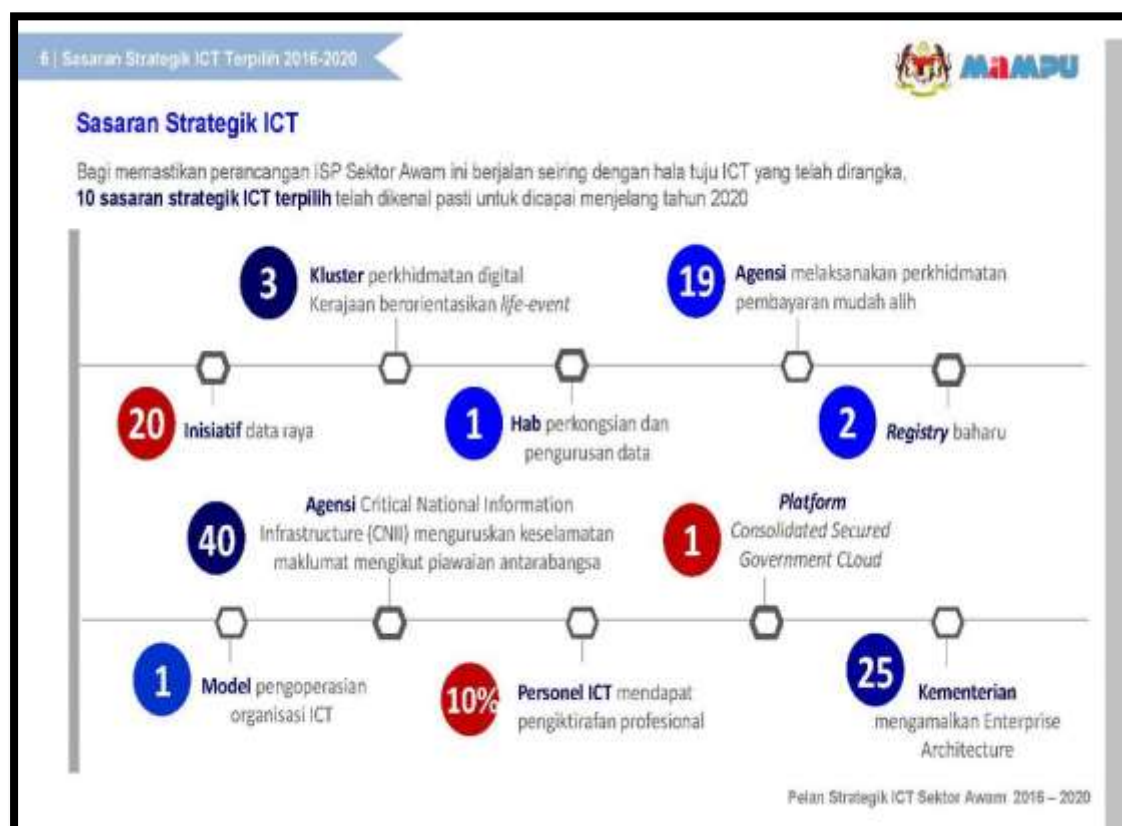 6 | Sasaran Strategik ICT Terpilih 2016-2020
MAMPU
Sasaran Strategik ICT
Bagi memastikan perancangan ISP Sektor Awam ini berjalan seiring dengan hala tuju ICT yang telah dirangka,
10 sasaran strategik ICT terpilih telah dikenal pasti untuk dicapai menjelang tahun 2020
3
Kluster perkhidmatan digital
Kerajaan berorientasikan life-event
19
Agensi melaksanakan perkhidmatan
pembayaran mudah alih
20
Inisiatif data raya
1
Hab perkongsian dan
pengurusan data
2
Registry baharu
40
Agensi Critical National Information
Infrastructure (CNII) menguruskan keselamatan
maklumat mengikut piawaian antarabangsa
1
Platform
Consolidated Secured
Government CLoud
1
Model pengoperasian
organisasi ICT
10%
Personel ICT mendapat
pengiktirafan profesional
25
Kementerian
mengamalkan Enterprise
Architecture
Pelan Strategik ICT Sektor Awam 2016 – 2020